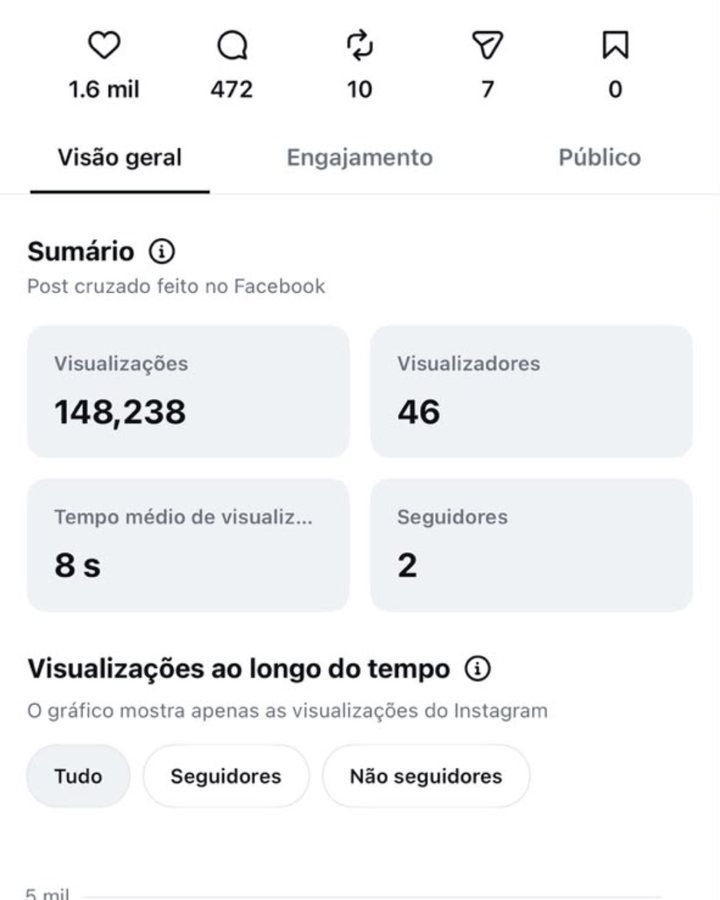 1.6 mil 472 10 7 0
Visão geral Engajamento Público
Sumário
Post cruzado feito no Facebook
Visualizações Visualizadores
148,238 46
Tempo médio de visualiz... Seguidores
8 s 2
Visualizações ao longo do tempo
O gráfico mostra apenas as visualizações do Instagram
Tudo Seguidores Não seguidores
5 mil